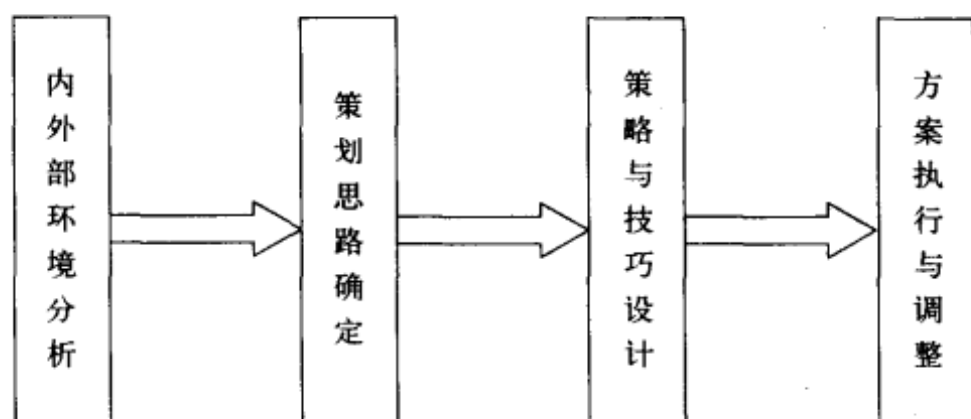 内外部环境分析
策划思路确定
策略与技巧设计
方案执行与调整